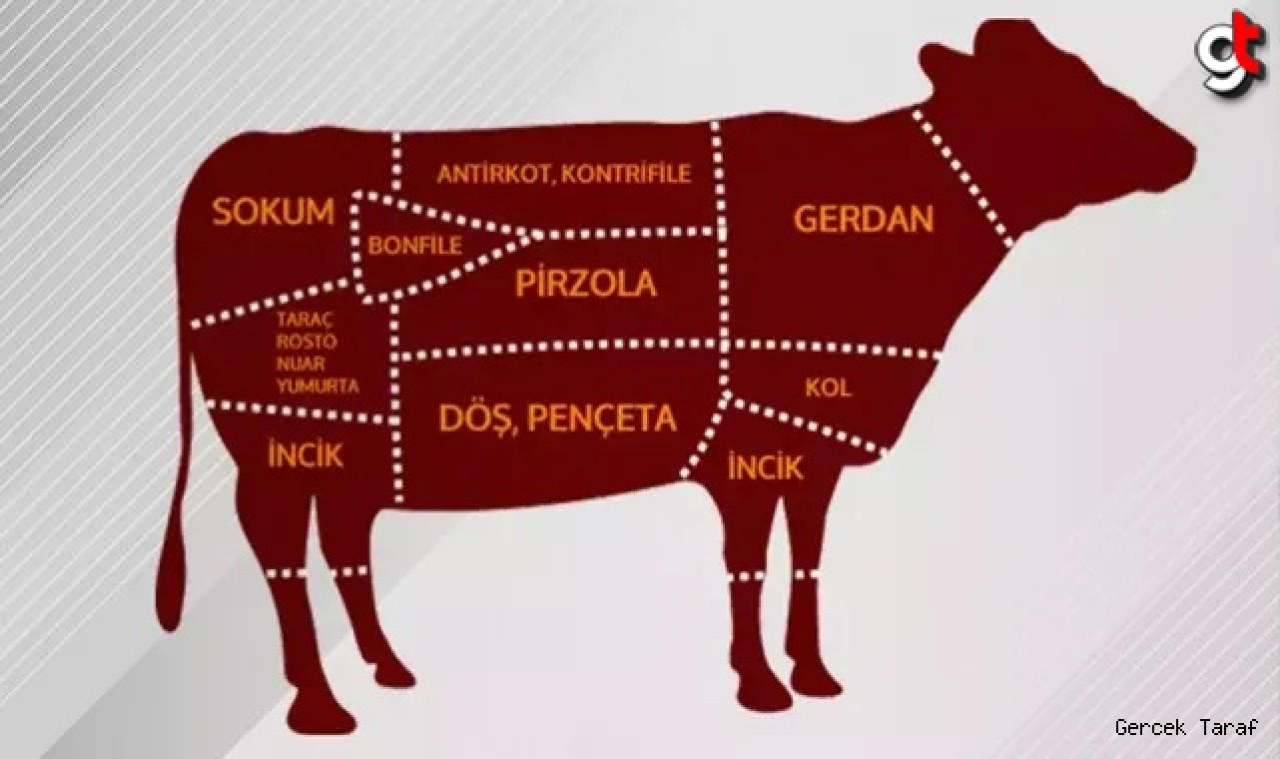 gt
ANTİRKOT, KONTRİFİLE
SOKUM
GERDAN
BONFİLE
PİRZOLA
TARAÇ
ROSTO
NUAR
YUMURTA
KOL
DÖŞ, PENÇETA
İNCİK
İNCİK
Gercek Taraf